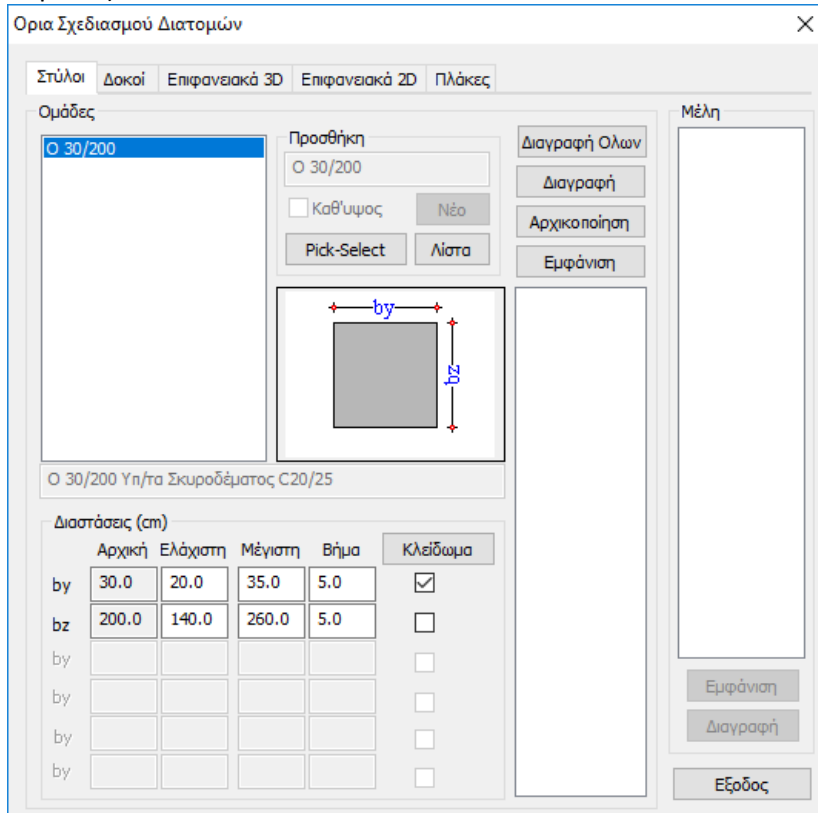 Ορια Σχεδιασμού Διατομών
Στύλοι Δοκοί Επιφανειακά 3D Επιφανειακά 2D Πλάκες
Ομάδες
Ο 30/200
Προσθήκη
Ο 30/200
Καθ'υψος Νέο
Pick-Select Λίστα
Διαγραφή Ολων
Διαγραφή
Αρχικοποίηση
Εμφάνιση
by
bz
Ο 30/200 Υπ/τα Σκυροδέματος C20/25
Διαστάσεις (cm)
Αρχική Ελάχιστη Μέγιστη Βήμα Κλείδωμα
by 30.0 20.0 35.0 5.0
bz 200.0 140.0 260.0 5.0
by
by
by
by
Μέλη
Εμφάνιση
Διαγραφή
Εξοδος